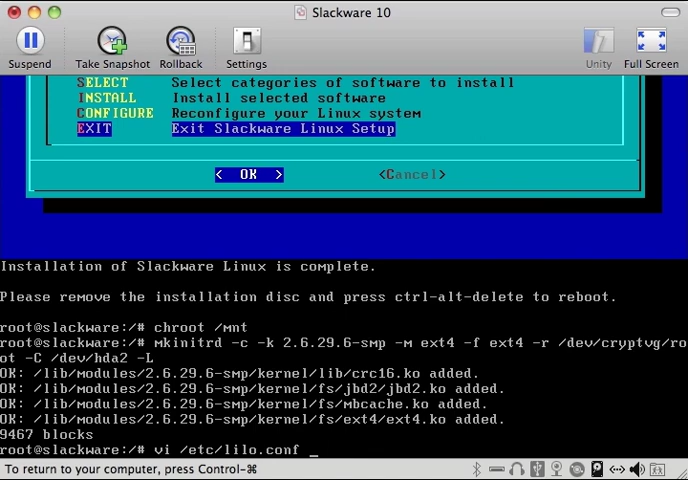 Slackware 10
Suspend
Take Snapshot
Rollback
Settings
Unity
Full Screen
SELECT Select categories of software to install
INSTALL Install selected software
CONFIGURE Reconfigure your Linux system
EXIT Exit Slackware Linux Setup
< OK > <Cancel>
Installation of Slackware Linux is complete.
Please remove the installation disc and press ctrl-alt-delete to reboot.
root@slackware:/# chroot /mnt
root@slackware:/# mkinitrd -c -k 2.6.29.6-smp -m ext4 -f ext4 -r /dev/cryptvg/ro
ot -C /dev/hda2 -L
OK: /lib/modules/2.6.29.6-smp/kernel/lib/crc16.ko added.
OK: /lib/modules/2.6.29.6-smp/kernel/fs/jbd2/jbd2.ko added.
OK: /lib/modules/2.6.29.6-smp/kernel/fs/mbcache.ko added.
OK: /lib/modules/2.6.29.6-smp/kernel/fs/ext4/ext4.ko added.
9467 blocks
root@slackware:/# vi /etc/lilo.conf _
To return to your computer, press Control-⌘